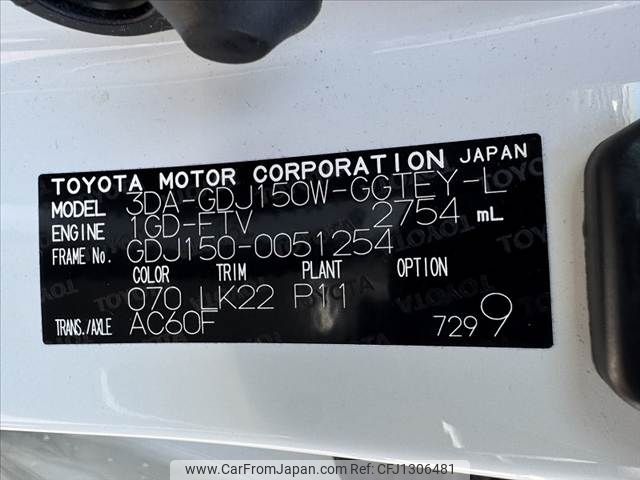 TOYOTA MOTOR CORPORATION JAPAN
MODEL 3DA-GDJ150W-GGTEY-L
ENGINE 1GD-FTV 2754 mL
FRAME No. GDJ150-0051254
COLOR TRIM PLANT OPTION
070 LK22 P11
TRANS./AXLE AC60F 729 9
www.CarFromJapan.com | ref:CFJ1306481